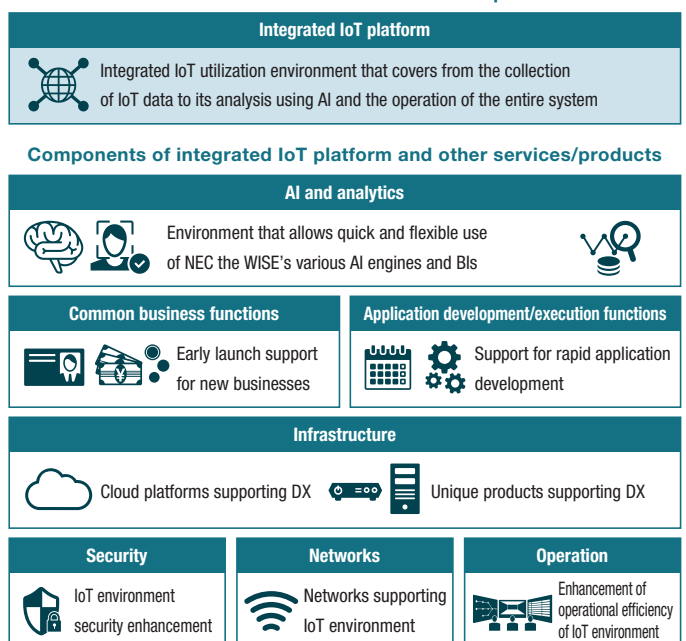 Integrated IoT platform
Integrated IoT utilization environment that covers from the collection
of IoT data to its analysis using AI and the operation of the entire system
Components of integrated IoT platform and other services/products
AI and analytics
Environment that allows quick and flexible use
of NEC the WISE's various AI engines and BIs
Common business functions
Early launch support
for new businesses
Application development/execution functions
Support for rapid application
development
Infrastructure
Cloud platforms supporting DX
Unique products supporting DX
Security
IoT environment
security enhancement
Networks
Networks supporting
IoT environment
Operation
Enhancement of
operational efficiency
of IoT environment